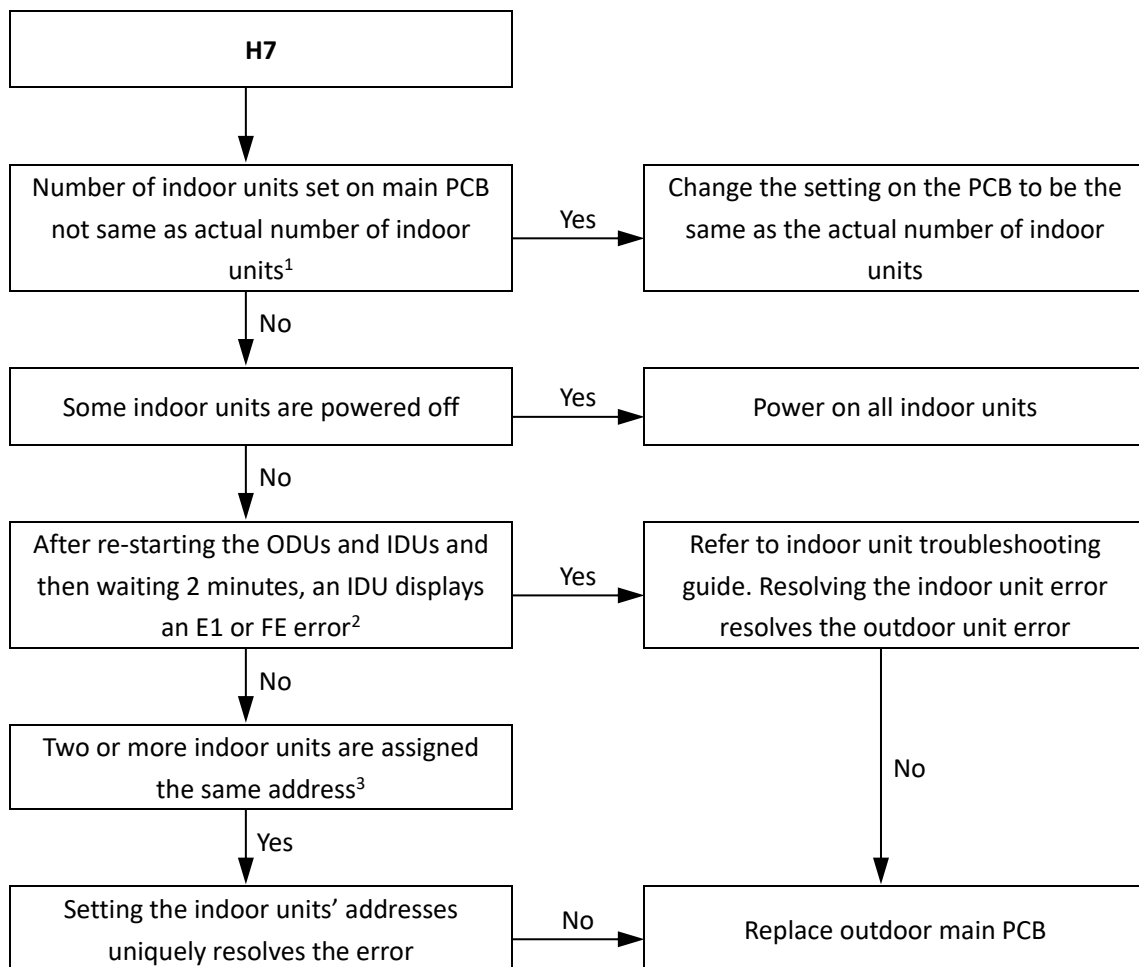 H7
Number of indoor units set on main PCB
not same as actual number of indoor
units¹
Yes
Change the setting on the PCB to be the
same as the actual number of indoor
units
No
Some indoor units are powered off
Yes
Power on all indoor units
No
After re-starting the ODUs and IDUs and
then waiting 2 minutes, an IDU displays
an E1 or FE error²
Yes
Refer to indoor unit troubleshooting
guide. Resolving the indoor unit error
resolves the outdoor unit error
No
Two or more indoor units are assigned
the same address³
No
Yes
Setting the indoor units’ addresses
uniquely resolves the error
No
Replace outdoor main PCB